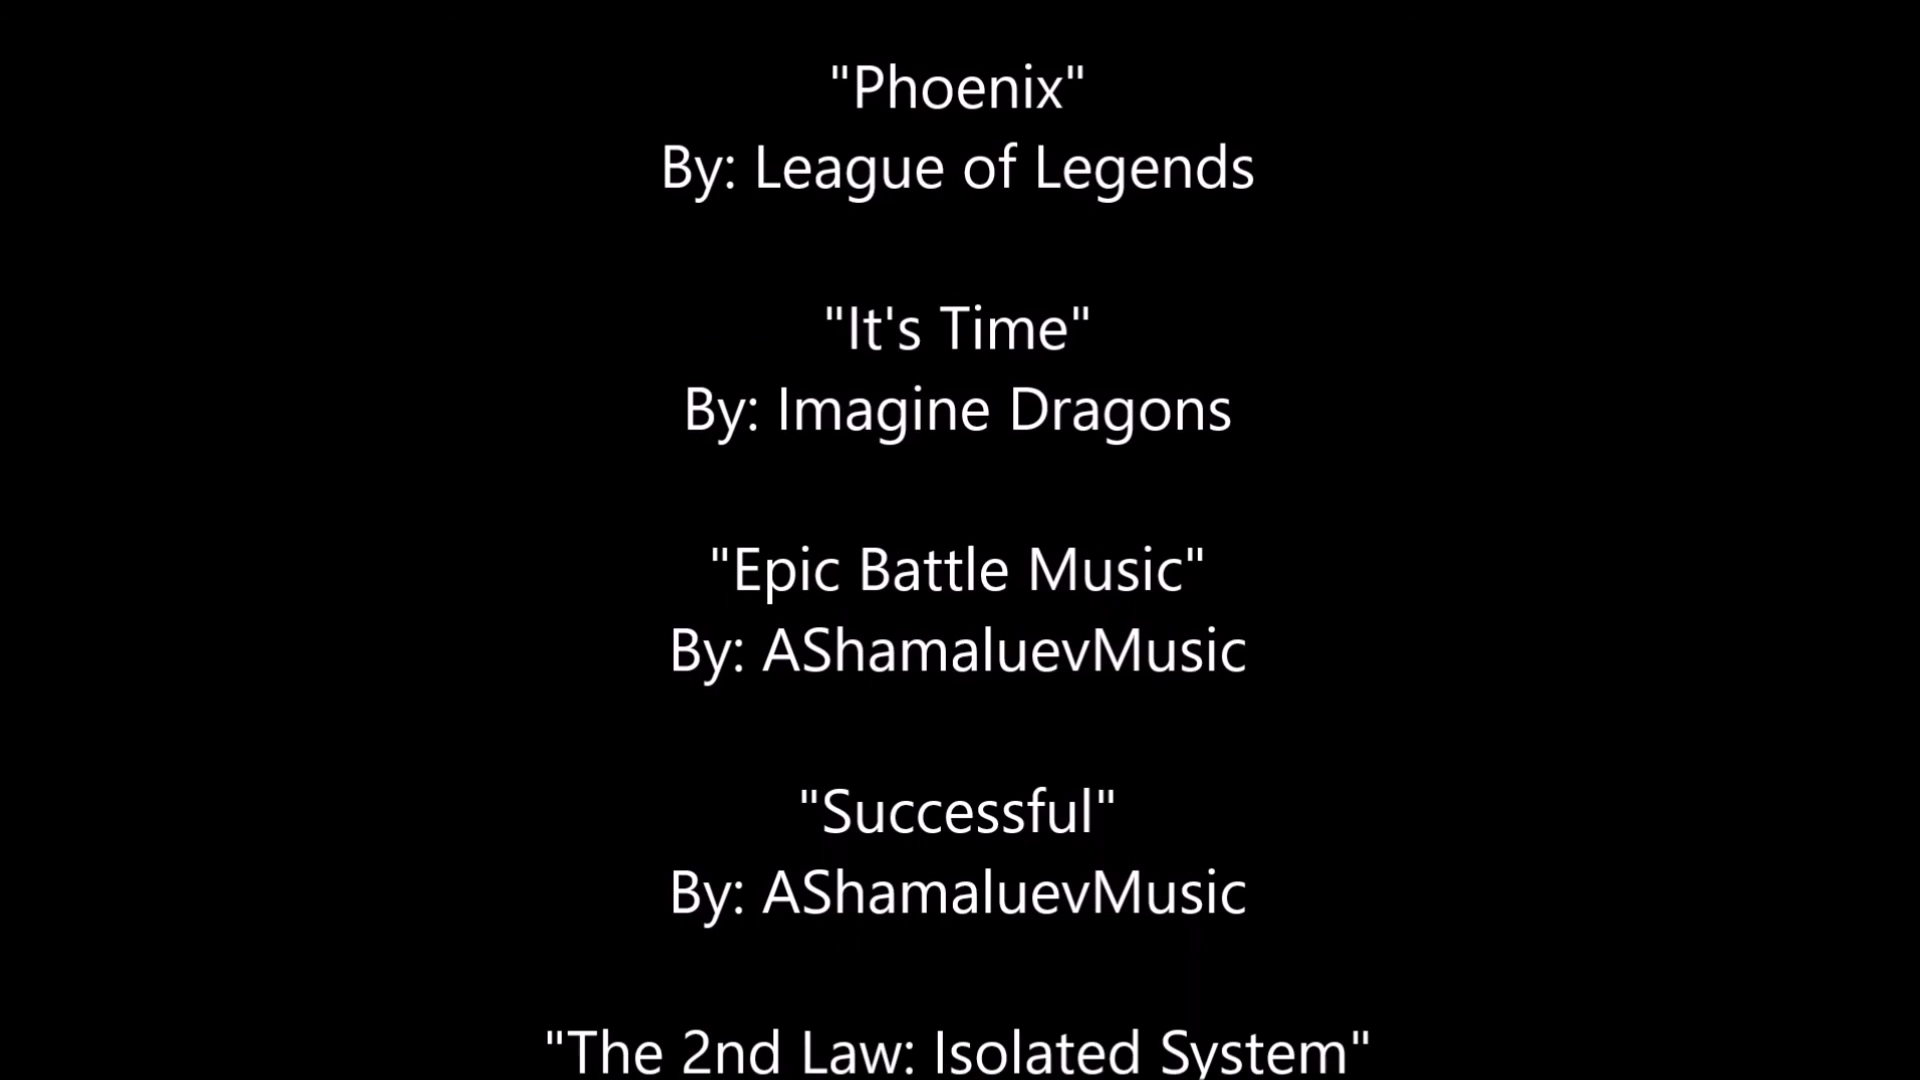 "Phoenix"
By: League of Legends
"It's Time"
By: Imagine Dragons
"Epic Battle Music"
By: AShamaluevMusic
"Successful"
By: AShamaluevMusic
"The 2nd Law: Isolated System"